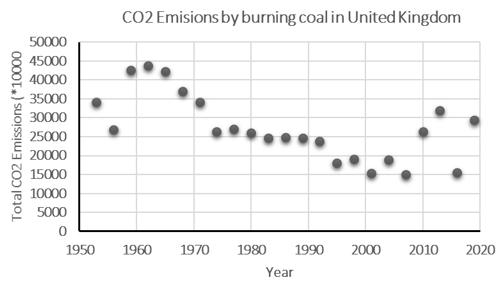 CO2 Emisions by burning coal in United Kingdom
Total CO2 Emissions (*10000
50000
45000
40000
35000
30000
25000
20000
15000
10000
5000
0
1950 1960 1970 1980 1990 2000 2010 2020
Year